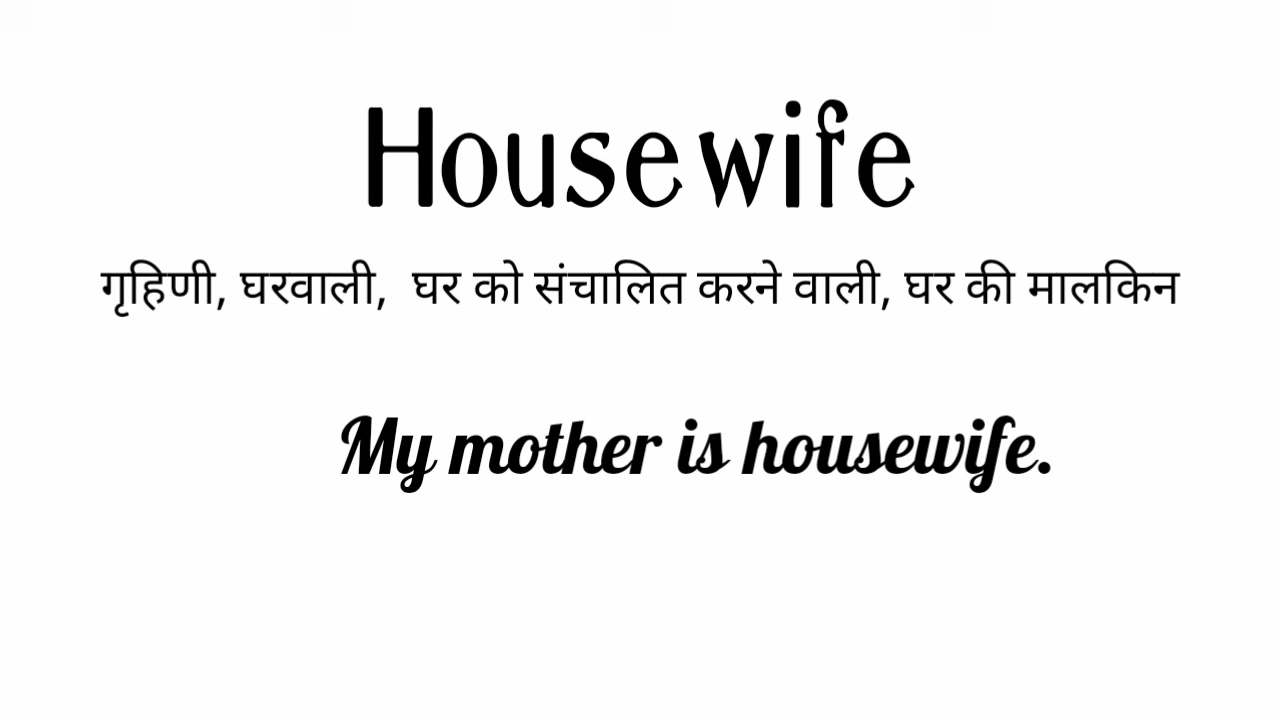 Housewife
गृहिणी, घरवाली, घर को संचालित करने वाली, घर की मालकिन
My mother is housewife.